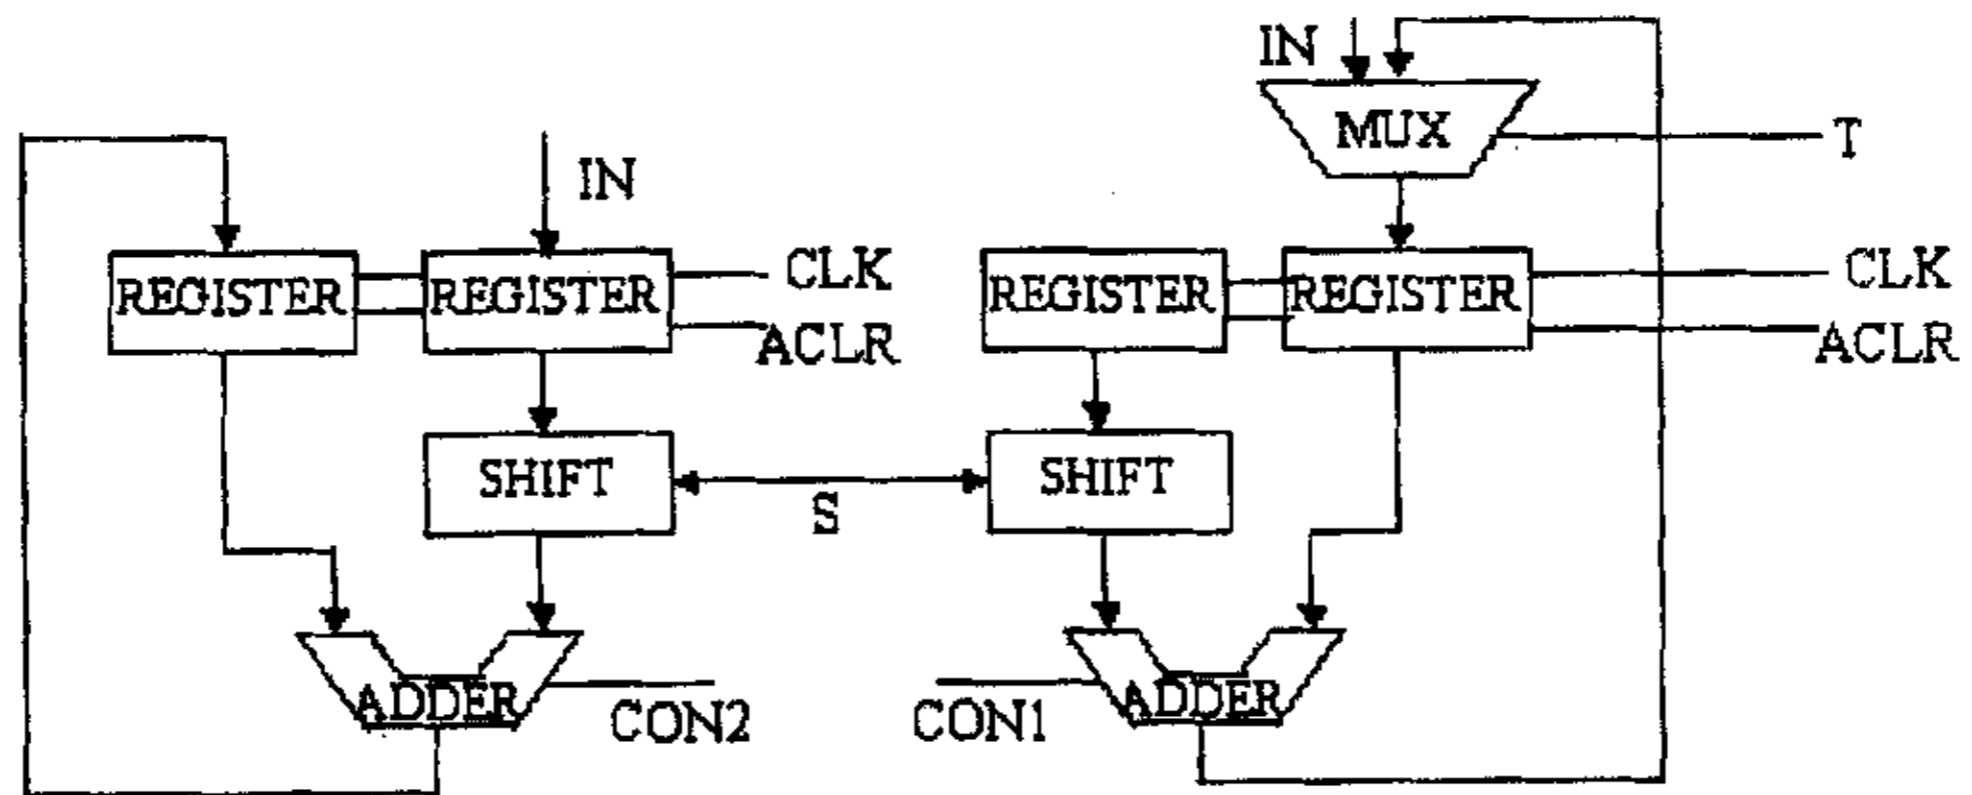 IN
MUX
T
IN
REGISTER
REGISTER
CLK
ACLR
REGISTER
REGISTER
CLK
ACLR
SHIFT
S
SHIFT
ADDER
CON2
CON1
ADDER